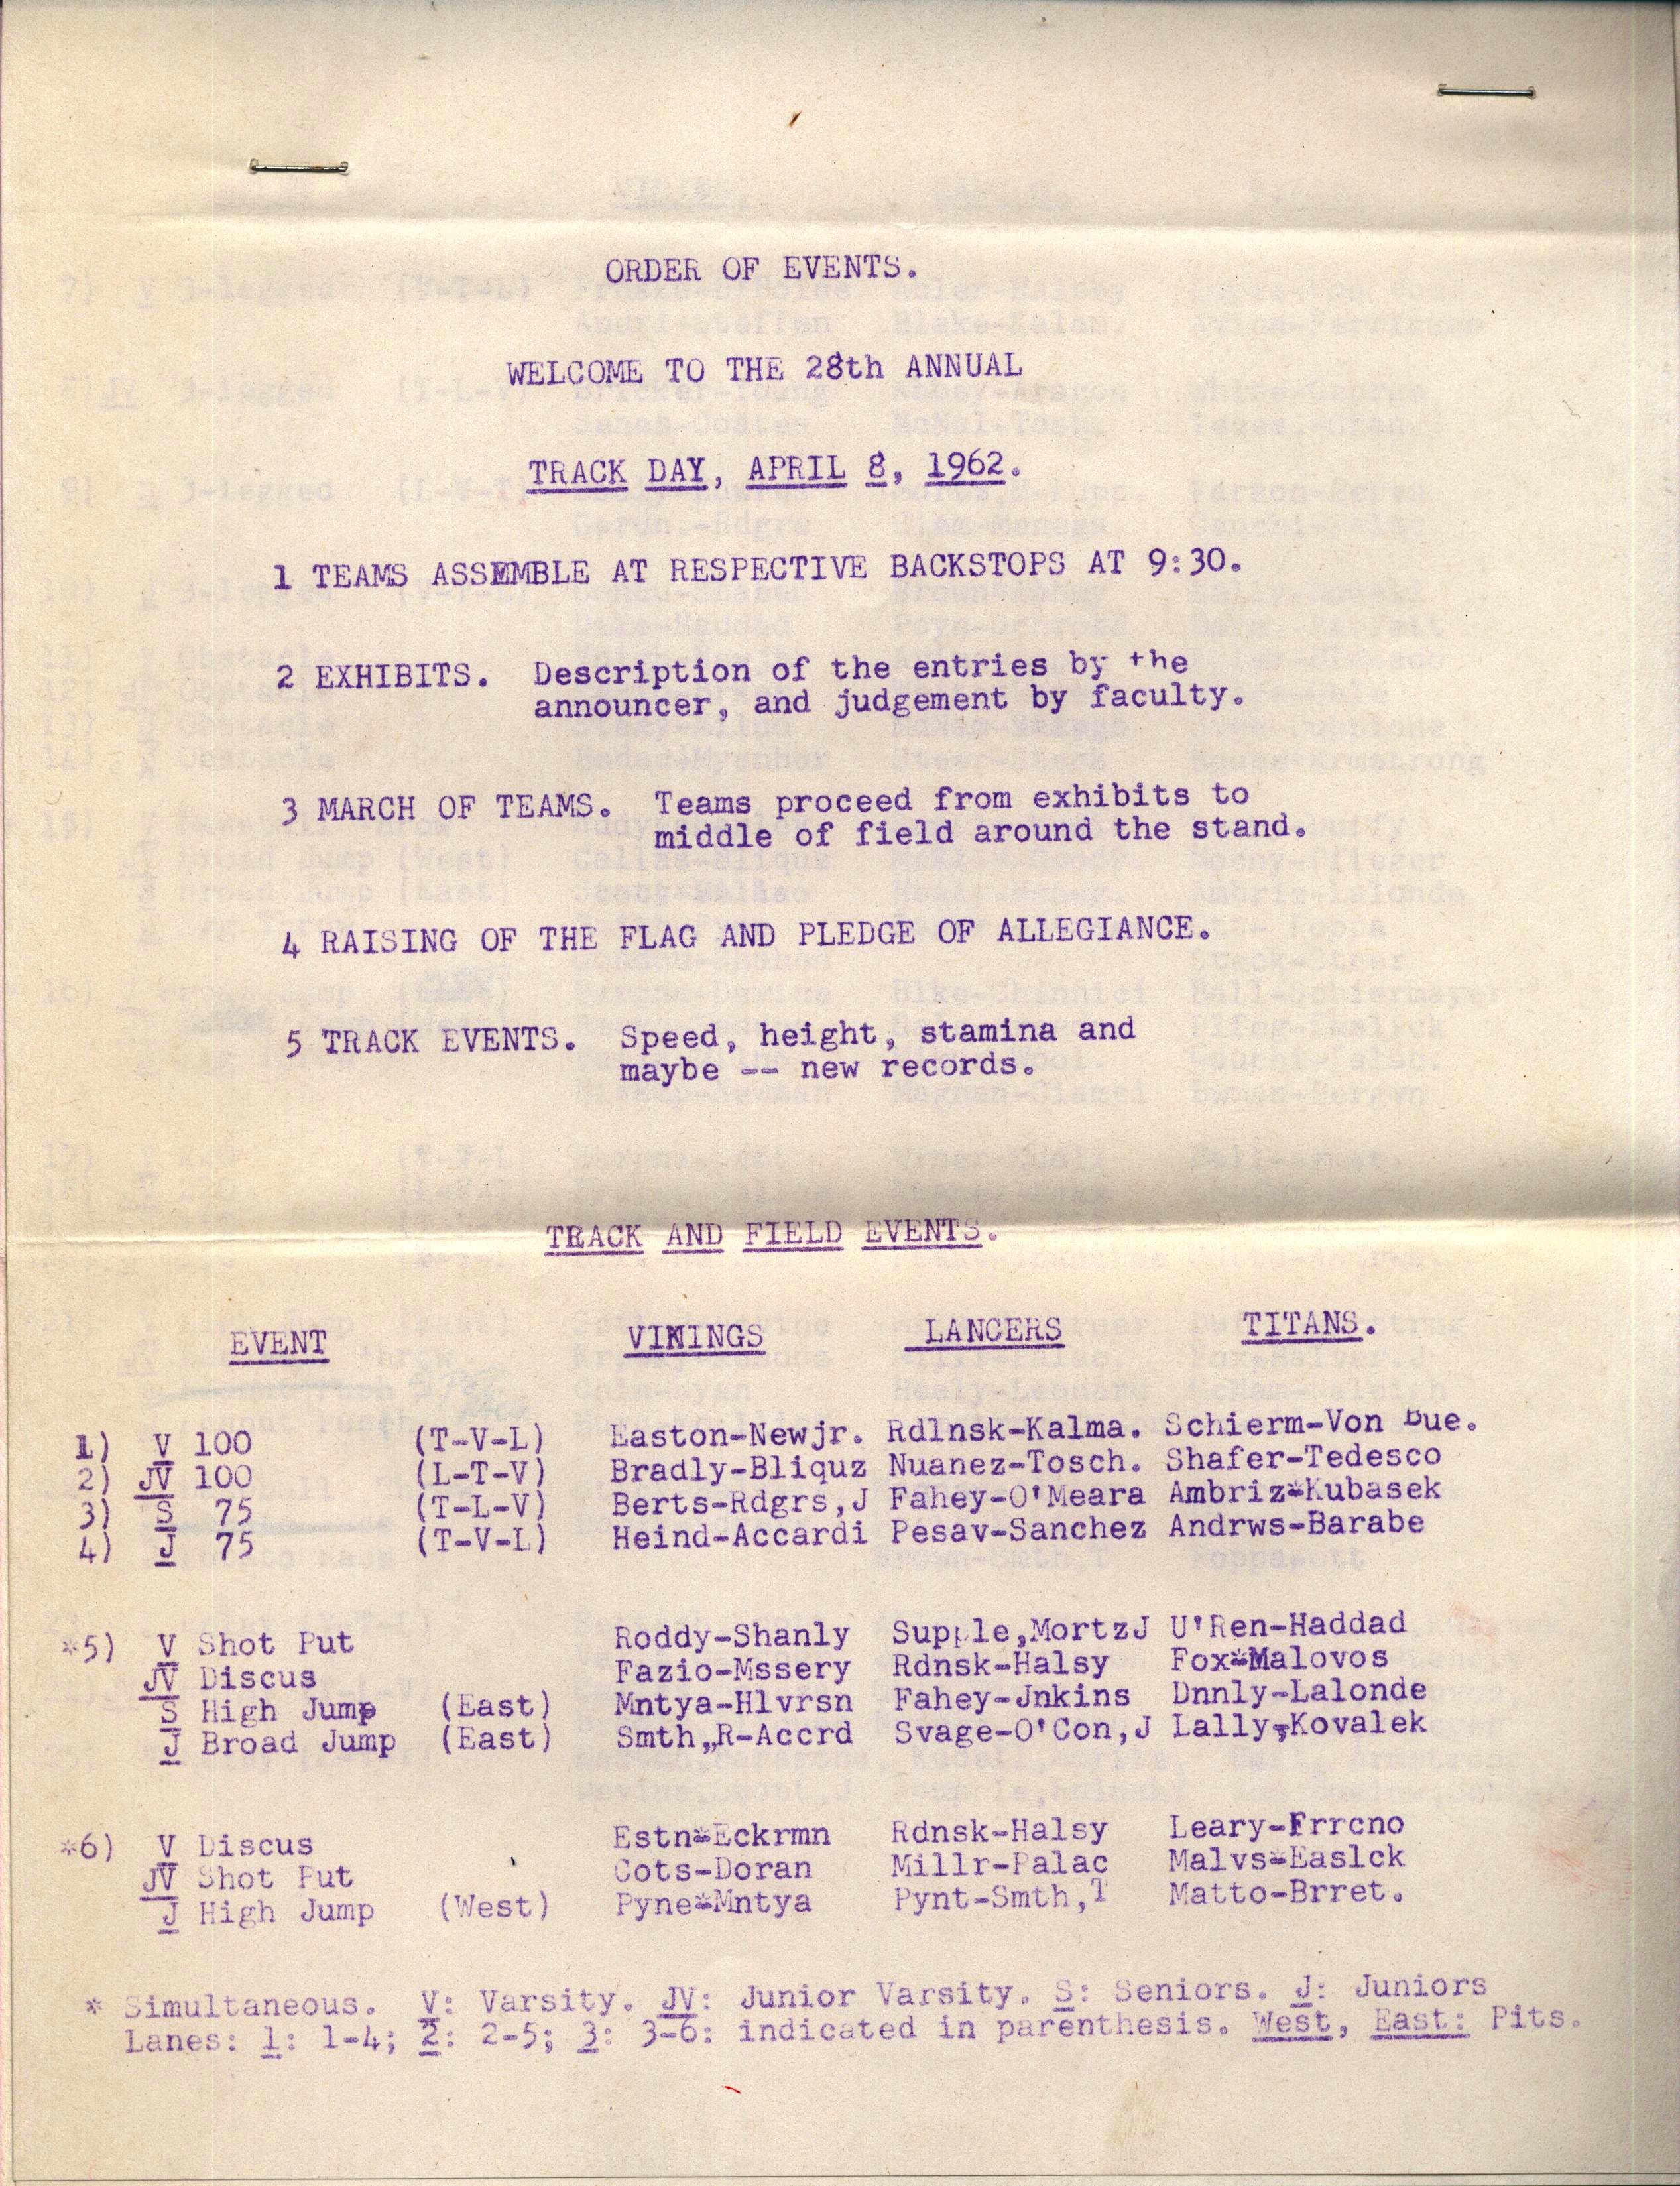 ORDER OF EVENTS.
WELCOME TO THE 28th ANNUAL
TRACK DAY, APRIL 8, 1962.
1 TEAMS ASSEMBLE AT RESPECTIVE BACKSTOPS AT 9:30.
2 EXHIBITS. Description of the entries by the
announcer, and judgement by faculty.
3 MARCH OF TEAMS. Teams proceed from exhibits to
middle of field around the stand.
4 RAISING OF THE FLAG AND PLEDGE OF ALLEGIANCE.
5 TRACK EVENTS. Speed, height, stamina and
maybe -- new records.
TRACK AND FIELD EVENTS.
EVENT VIKINGS LANCERS TITANS.
1) V 100 (T-V-L) Easton-Newjr. Rdlnsk-Kalma. Schierm-Von Due.
2) JV 100 (L-T-V) Bradly-Bliquz Nuanez-Tosch. Shafer-Tedesco
3) S 75 (T-L-V) Berts-Rdgrs,J Fahey-O'Meara Ambriz-Kubasek
4) J 75 (T-V-L) Heind-Accardi Pesav-Sanchez Andrws-Barabe
*5) V Shot Put Roddy-Shanly Supple,MortzJ U'Ren-Haddad
JV Discus Fazio-Mssery Rdnsk-Halsy Fox-Malovos
S High Jump (East) Mntya-Hlvrsn Fahey-Jnkins Dnnly-Lalonde
J Broad Jump (East) Smth,R-Accrd Svage-O'Con,J Lally-Kovalek
*6) V Discus Estn-Eckrmn Rdnsk-Halsy Leary-Frrcno
JV Shot Put Cots-Doran Millr-Palac Malvs-Easlck
J High Jump (West) Pyne-Mntya Pynt-Smth,T Matto-Brret.
* Simultaneous. V: Varsity. JV: Junior Varsity. S: Seniors. J: Juniors
Lanes: 1: 1-4; 2: 2-5; 3: 3-6: indicated in parenthesis. West, East: Pits.